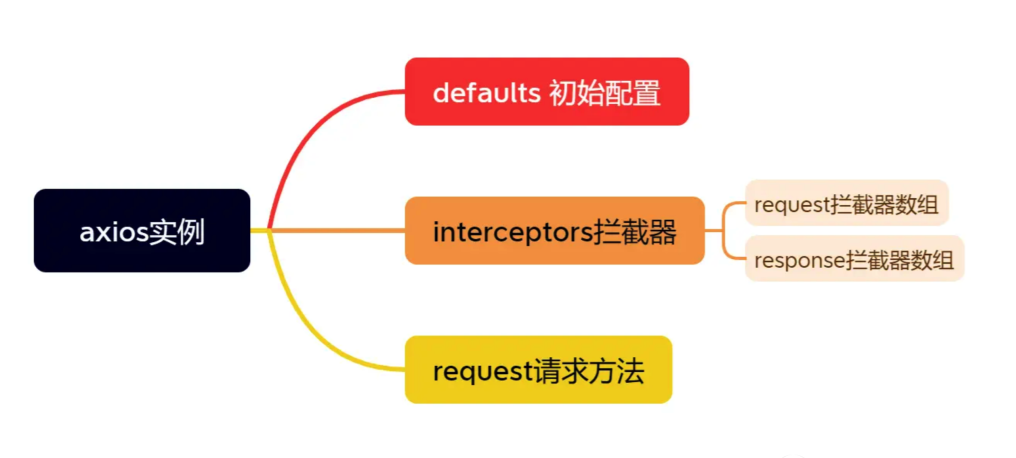 axios实例
defaults 初始配置
interceptors拦截器
request拦截器数组
response拦截器数组
request请求方法